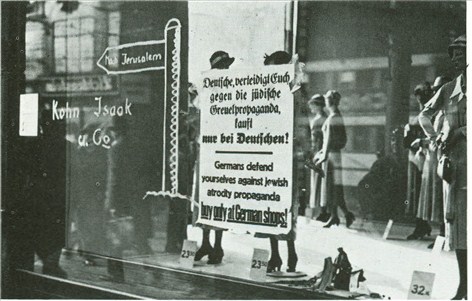 Nach Jerusalem
Kohn Isaak
u. Co
Deutsche, verteidigt Euch
gegen die jüdische
Greuelpropaganda,
kauft
nur bei Deutschen!
Germans defend
yourselves against jewish
atrocity propaganda
buy only at German shops!
23
23
32